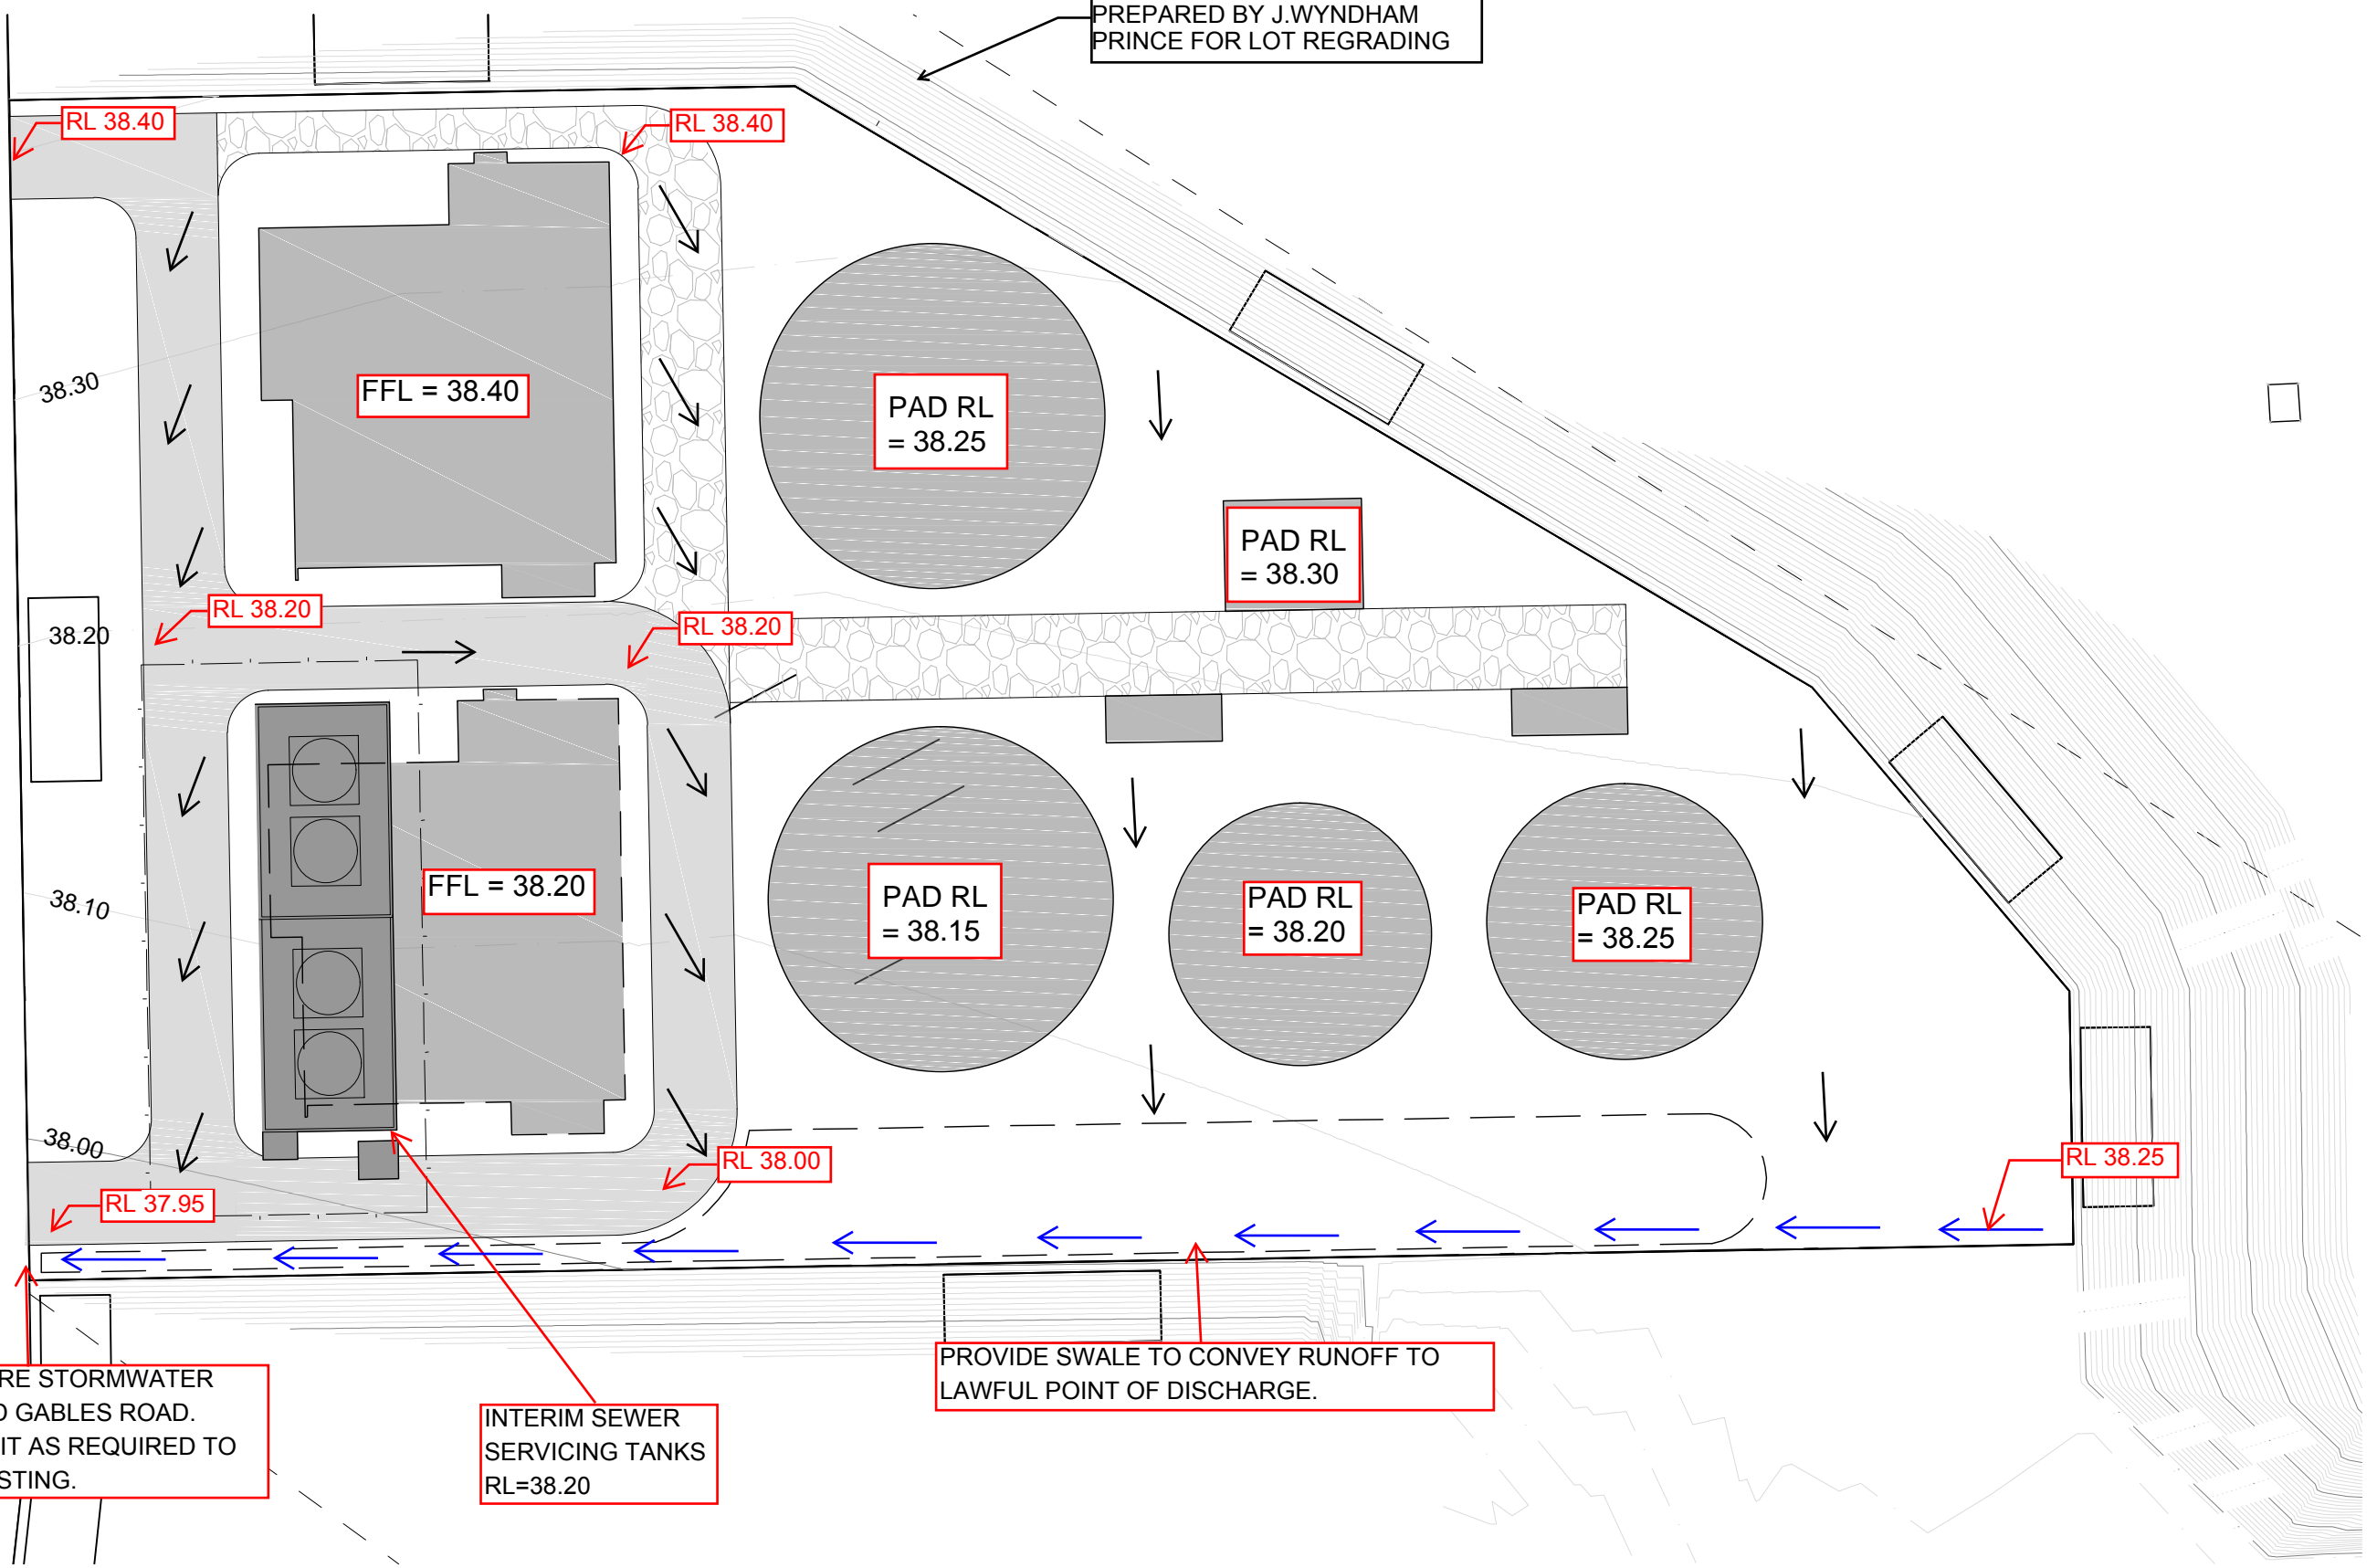 PREPARED BY J.WYNDHAM
PRINCE FOR LOT REGRADING
RL 38.40
RL 38.40
38.30
FFL = 38.40
PAD RL
= 38.25
PAD RL
= 38.30
RL 38.20
RL 38.20
38.20
38.10
FFL = 38.20
PAD RL
= 38.15
PAD RL
= 38.20
PAD RL
= 38.25
38.00
RL 38.00
RL 38.25
RL 37.95
PROVIDE SWALE TO CONVEY RUNOFF TO
LAWFUL POINT OF DISCHARGE.
STORMWATER
GABLES ROAD.
AS REQUIRED TO
INTERIM SEWER
SERVICING TANKS
RL=38.20